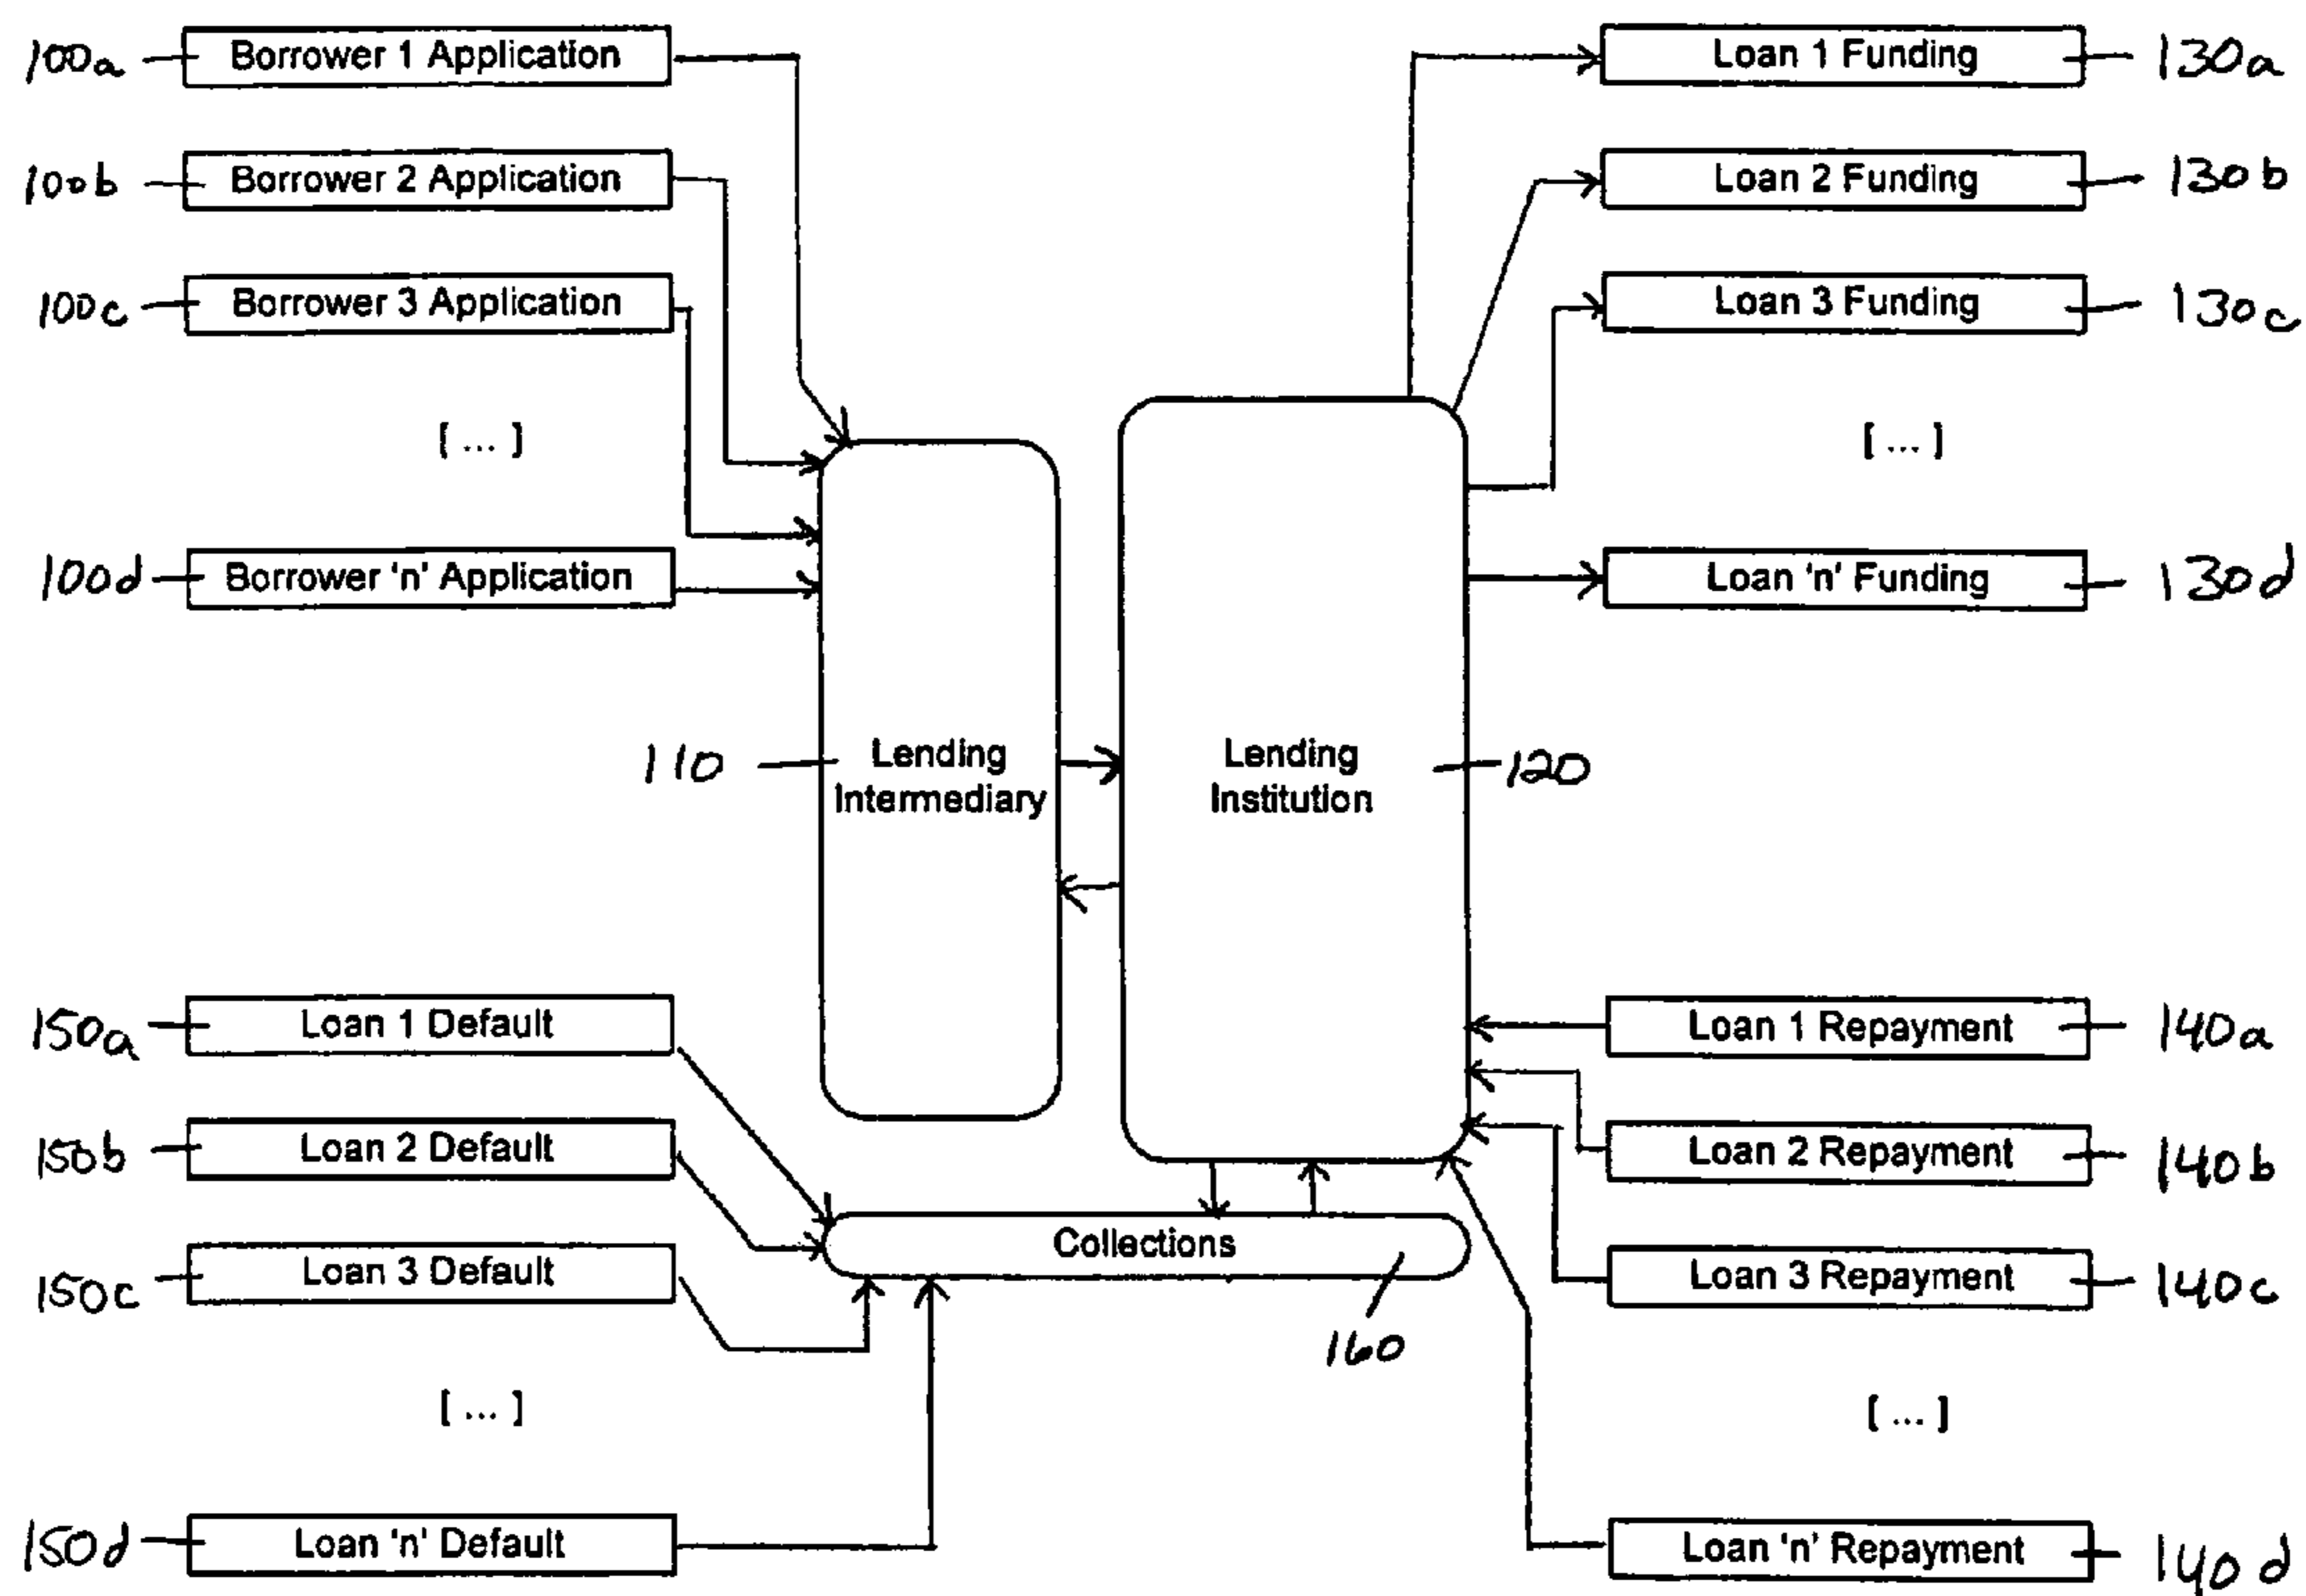 100a Borrower 1 Application
Loan 1 Funding 130a
100b Borrower 2 Application
Loan 2 Funding 130b
100c Borrower 3 Application
Loan 3 Funding 130c
[ ... ]
[ ... ]
100d Borrower 'n' Application
Loan 'n' Funding 130d
110
Lending
Intermediary
Lending
Institution
120
150a Loan 1 Default
Loan 1 Repayment 140a
150b Loan 2 Default
Loan 2 Repayment 140b
Collections
160
150c Loan 3 Default
Loan 3 Repayment 140c
[ ... ]
[ ... ]
150d Loan 'n' Default
Loan 'n' Repayment 140d